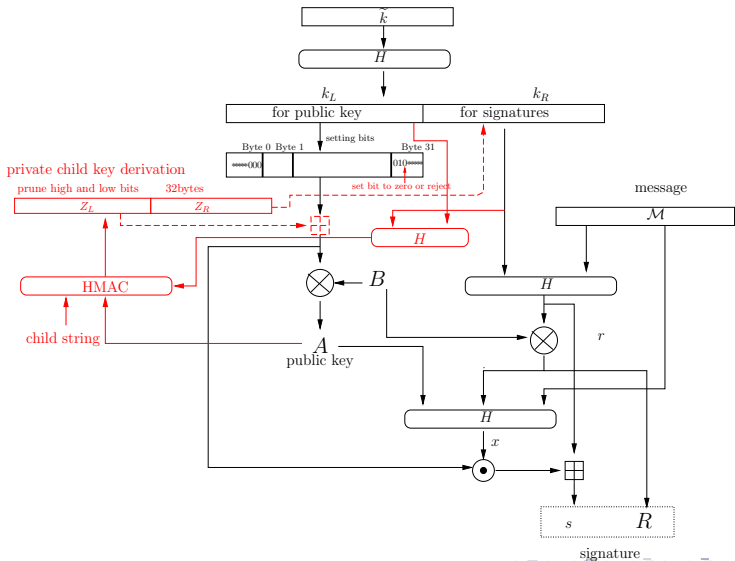 k̃
H
k_L k_R
for public key for signatures
setting bits
Byte 0 Byte 1 Byte 31
*****000 010*****
private child key derivation
set bit to zero or reject
prune high and low bits 32bytes
message
Z_L Z_R
M
H
B
HMAC
H
child string
r
A
public key
H
x
s R
signature